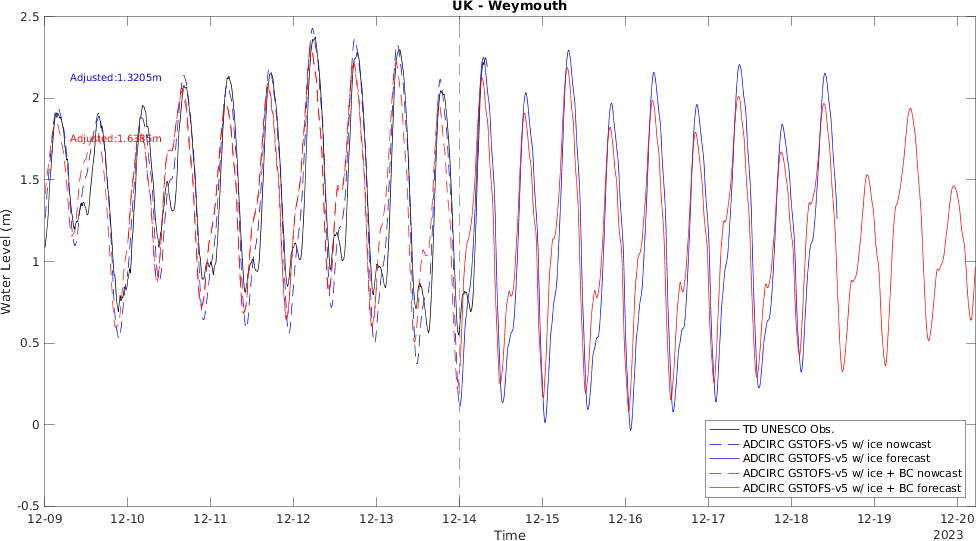 UK - Weymouth
2.5
2
1.5
1
0.5
0
-0.5
Water Level (m)
Adjusted:1.3205m
Adjusted:1.6385m
TD UNESCO Obs.
ADCIRC GSTOFS-v5 w/ ice nowcast
ADCIRC GSTOFS-v5 w/ ice forecast
ADCIRC GSTOFS-v5 w/ ice + BC nowcast
ADCIRC GSTOFS-v5 w/ ice + BC forecast
12-09 12-10 12-11 12-12 12-13 12-14 12-15 12-16 12-17 12-18 12-19 12-20
Time
2023